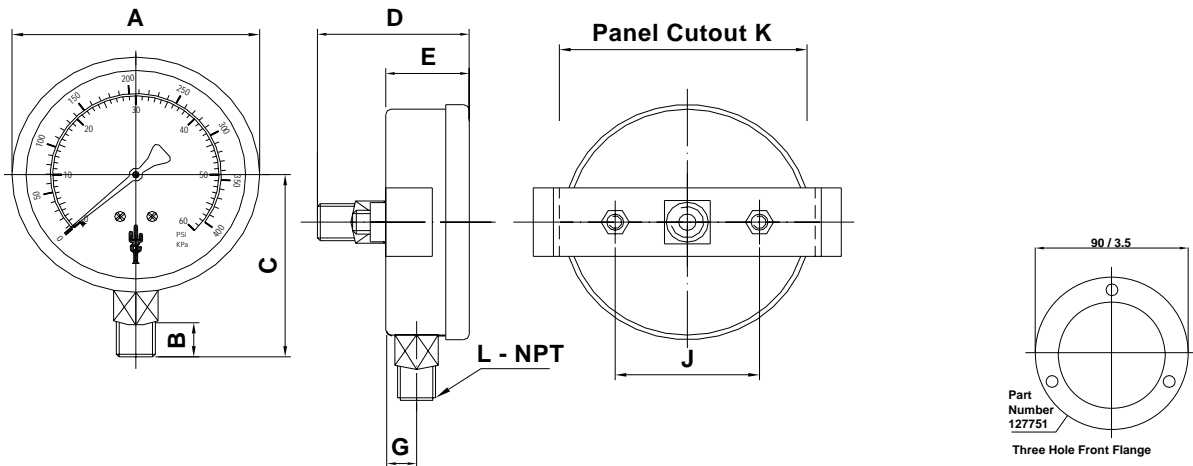 A
D
Panel Cutout K
E
200
150
250
30
100
20
40
300
10
50
350
50
0
60
400
0
PSi
KPa
C
B
L - NPT
J
G
90 / 3.5
Part
Number
127751
Three Hole Front Flange